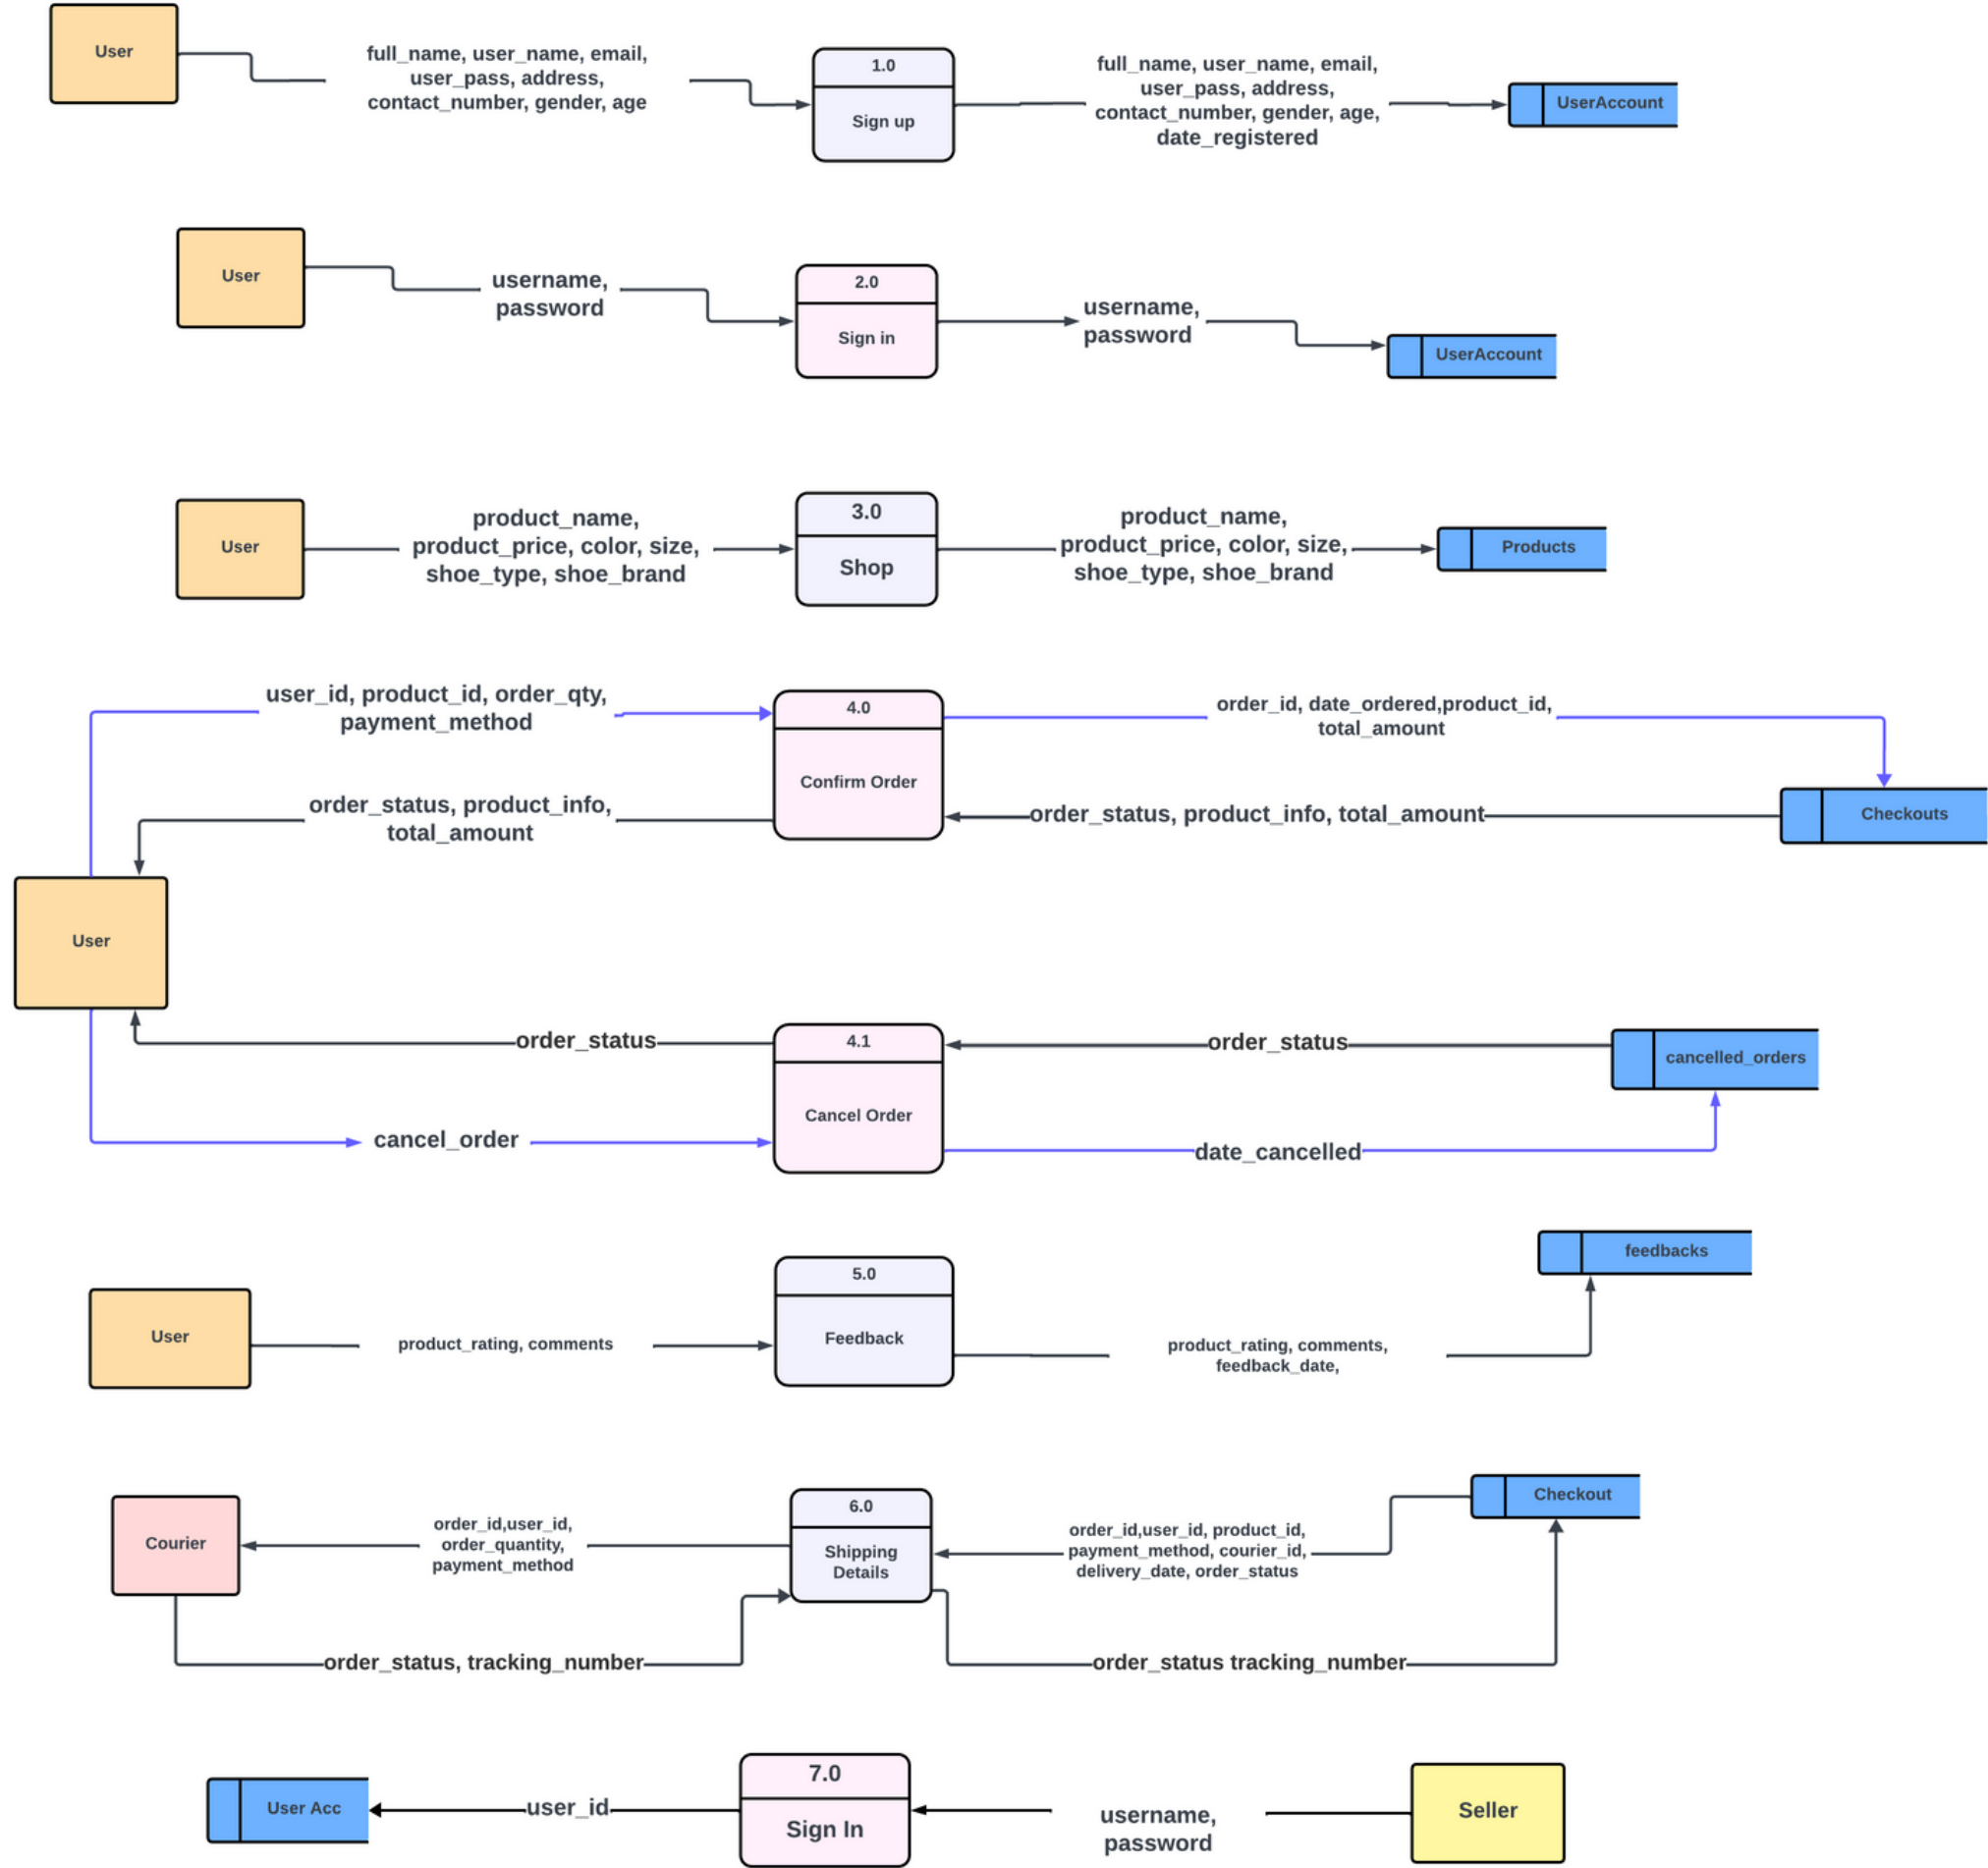 User
full_name, user_name, email,
user_pass, address,
contact_number, gender, age
1.0
Sign up
full_name, user_name, email,
user_pass, address,
contact_number, gender, age,
date_registered
UserAccount
User
username,
password
2.0
Sign in
username,
password
UserAccount
User
product_name,
product_price, color, size,
shoe_type, shoe_brand
3.0
Shop
product_name,
product_price, color, size,
shoe_type, shoe_brand
Products
user_id, product_id, order_qty,
payment_method
4.0
Confirm Order
order_id, date_ordered,product_id,
total_amount
order_status, product_info,
total_amount
order_status, product_info, total_amount
Checkouts
User
order_status
4.1
Cancel Order
order_status
cancelled_orders
cancel_order
date_cancelled
User
product_rating, comments
5.0
Feedback
product_rating, comments,
feedback_date,
feedbacks
Courier
order_id,user_id,
order_quantity,
payment_method
6.0
Shipping
Details
order_id,user_id, product_id,
payment_method, courier_id,
delivery_date, order_status
Checkout
order_status, tracking_number
order_status tracking_number
User Acc
user_id
7.0
Sign In
username,
password
Seller